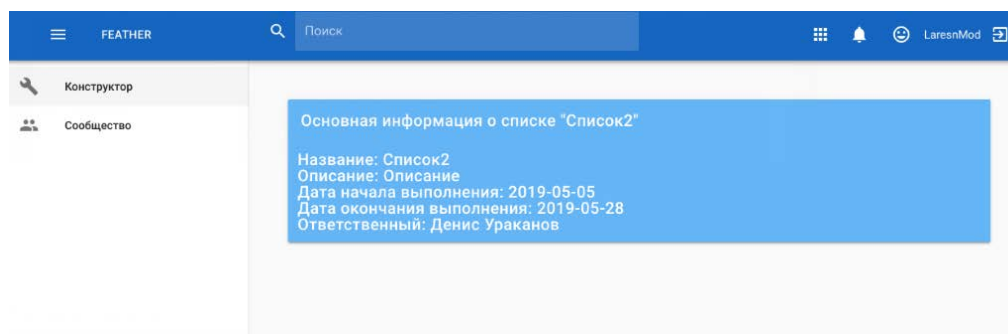 FEATHER
Поиск
LaresnMod
Конструктор
Сообщество
Основная информация о списке "Список2"
Название: Список2
Описание: Описание
Дата начала выполнения: 2019-05-05
Дата окончания выполнения: 2019-05-28
Ответственный: Денис Ураканов